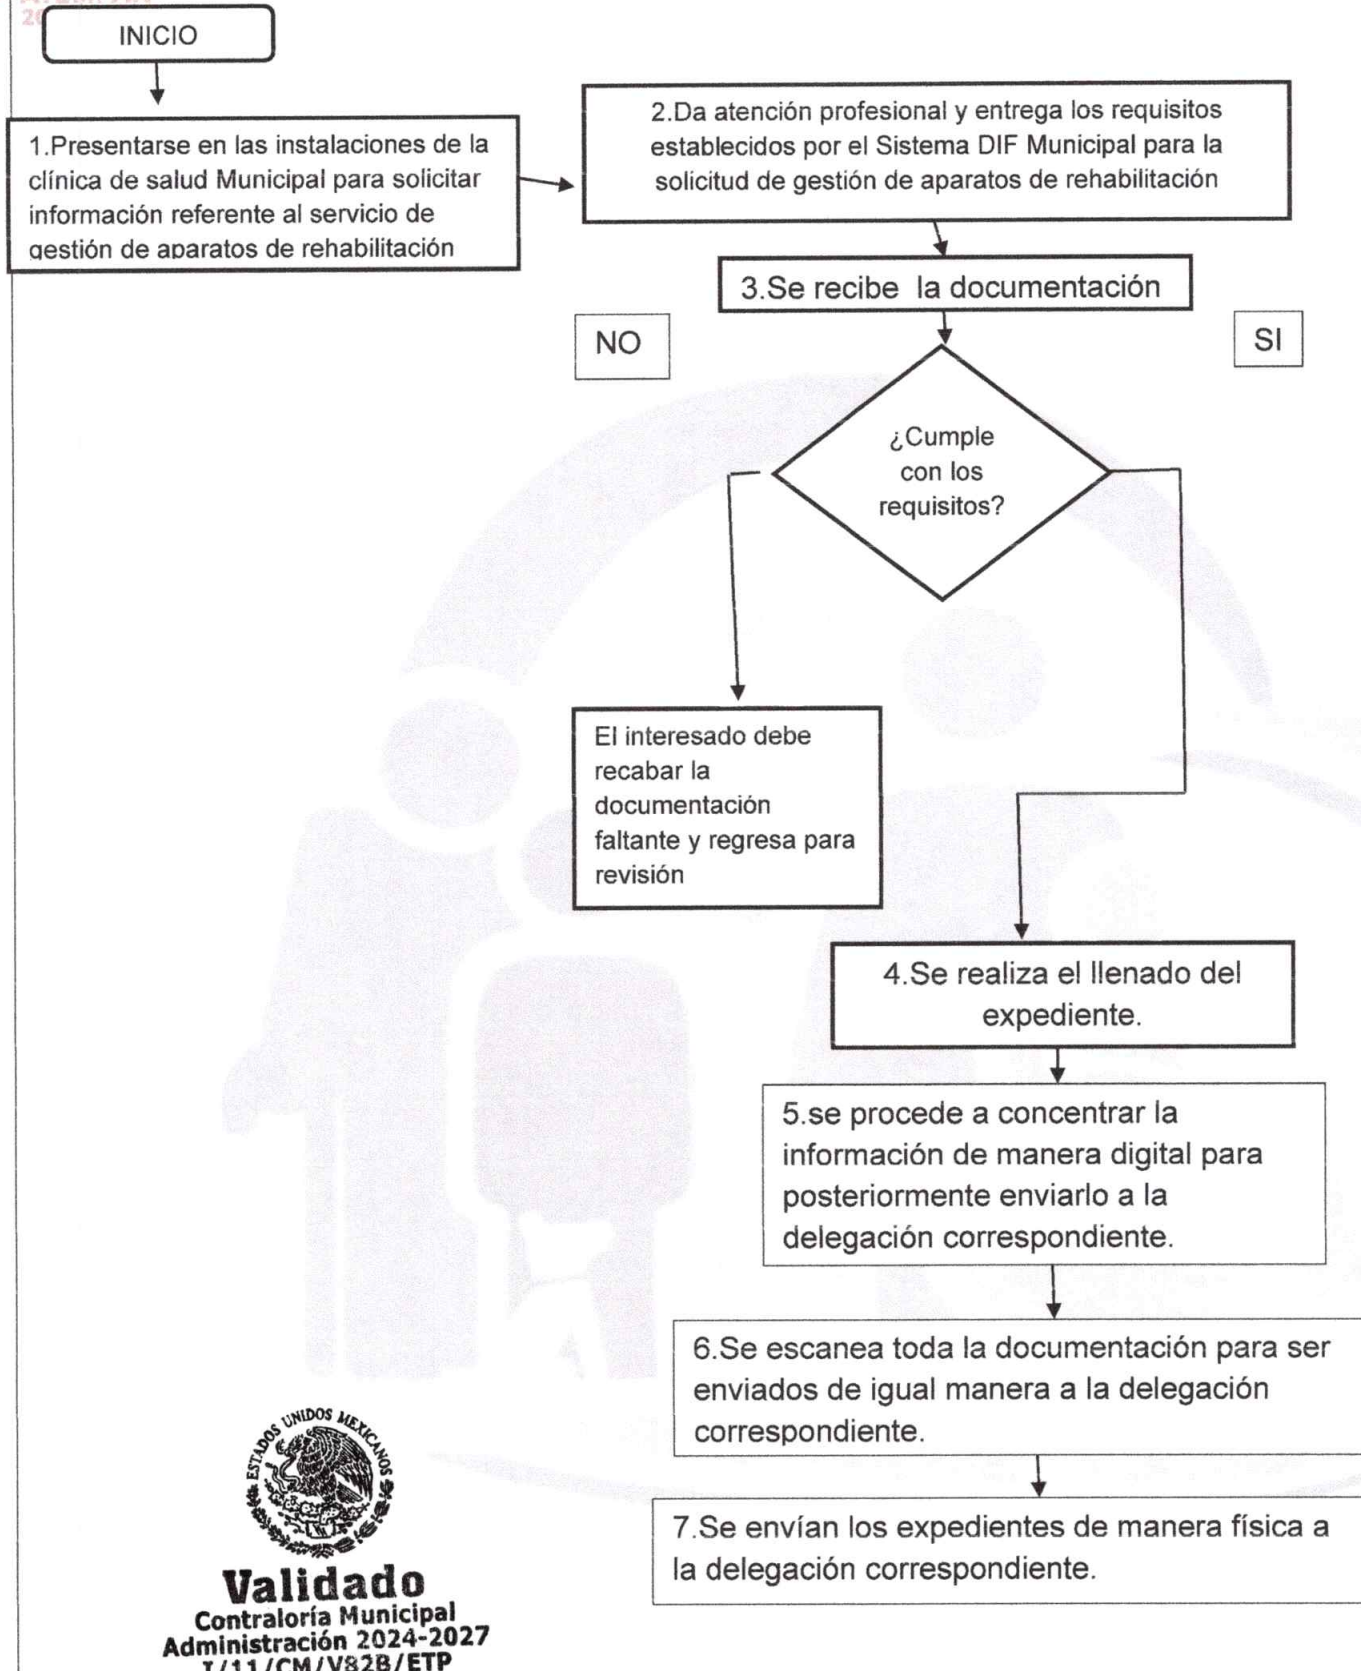 INICIO
1.Presentarse en las instalaciones de la
clínica de salud Municipal para solicitar
información referente al servicio de
gestión de aparatos de rehabilitación
2.Da atención profesional y entrega los requisitos
establecidos por el Sistema DIF Municipal para la
solicitud de gestión de aparatos de rehabilitación
3.Se recibe la documentación
NO
SI
¿Cumple
con los
requisitos?
El interesado debe
recabar la
documentación
faltante y regresa para
revisión
4.Se realiza el llenado del
expediente.
5.se procede a concentrar la
información de manera digital para
posteriormente enviarlo a la
delegación correspondiente.
6.Se escanea toda la documentación para ser
enviados de igual manera a la delegación
correspondiente.
7.Se envían los expedientes de manera física a
la delegación correspondiente.
ESTADOS UNIDOS MEXICANOS
Validado
Contraloría Municipal
Administración 2024-2027
I/11/CM/V82B/ETP